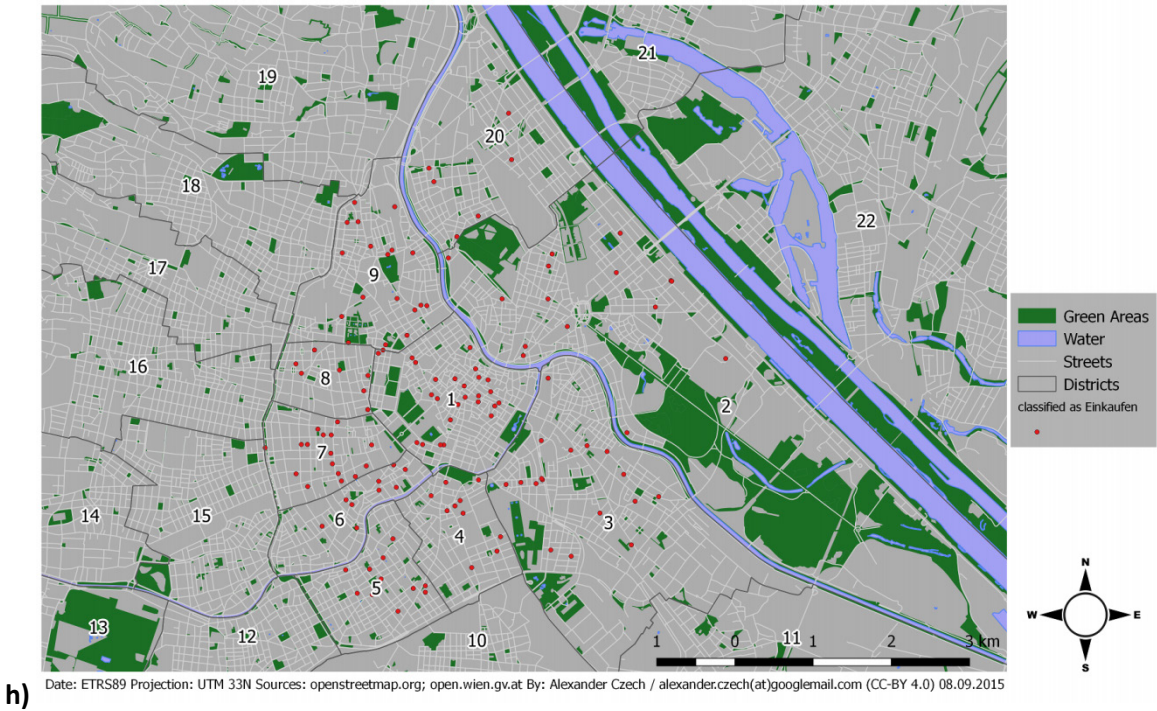 21
19
20
18
22
17
9
16
8
1
2
7
14
15
6
4
3
5
13
12
10
11
1 0 1 2 3 km
Green Areas
Water
Streets
Districts
classified as Einkaufen
N
W E
S
h) Date: ETRS89 Projection: UTM 33N Sources: openstreetmap.org; open.wien.gv.at By: Alexander Czech / alexander.czech(at)googlemail.com (CC-BY 4.0) 08.09.2015